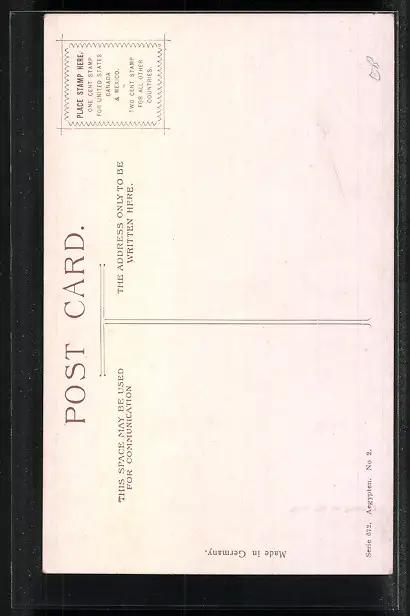 POST CARD.
PLACE STAMP HERE.
ONE CENT STAMP
FOR UNITED STATES
CANADA
& MEXICO.
TWO CENT STAMP
FOR ALL OTHER
COUNTRIES.
THIS SPACE MAY BE USED
FOR COMMUNICATION
THE ADDRESS ONLY TO BE
WRITTEN HERE.
Made in Germany.
Serie 672. Aegypten. No 2.